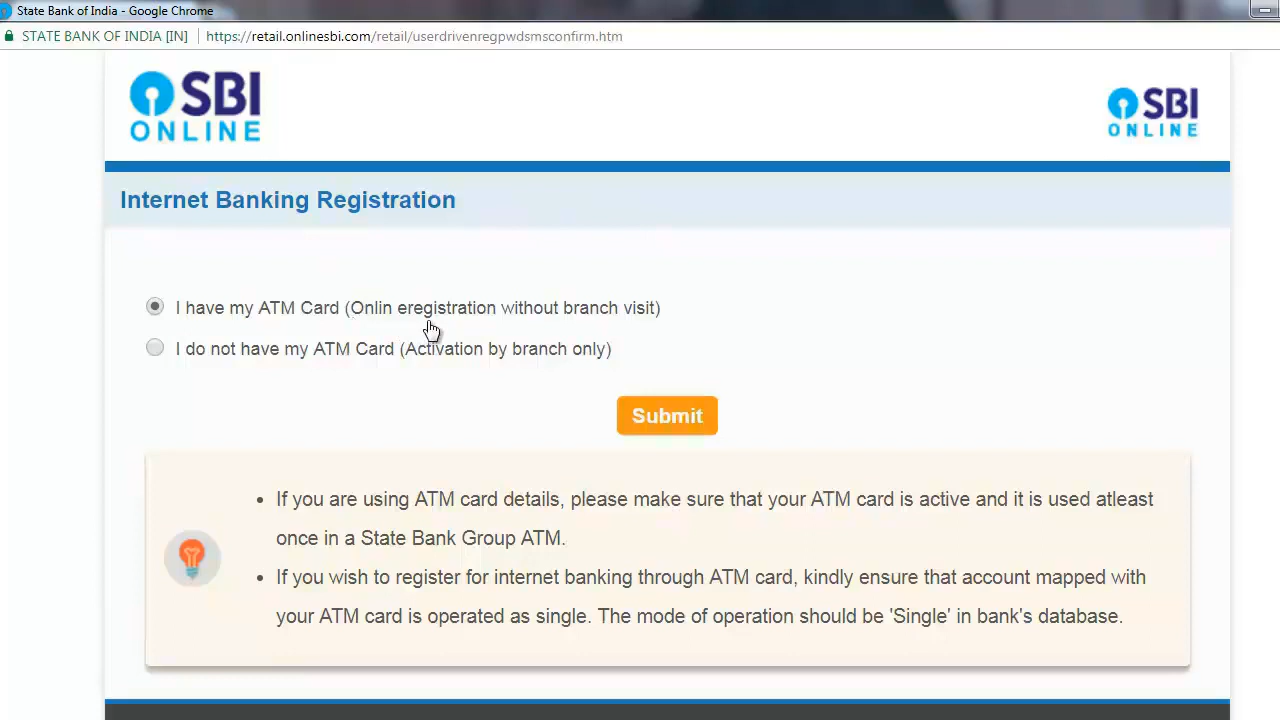 State Bank of India - Google Chrome
STATE BANK OF INDIA [IN] https://retail.onlinesbi.com/retail/userdrivenregpwdsmsconfirm.htm
SBI
ONLINE
SBI
ONLINE
Internet Banking Registration
I have my ATM Card (Onlin eregistration without branch visit)
I do not have my ATM Card (Activation by branch only)
Submit
• If you are using ATM card details, please make sure that your ATM card is active and it is used atleast
once in a State Bank Group ATM.
• If you wish to register for internet banking through ATM card, kindly ensure that account mapped with
your ATM card is operated as single. The mode of operation should be 'Single' in bank's database.